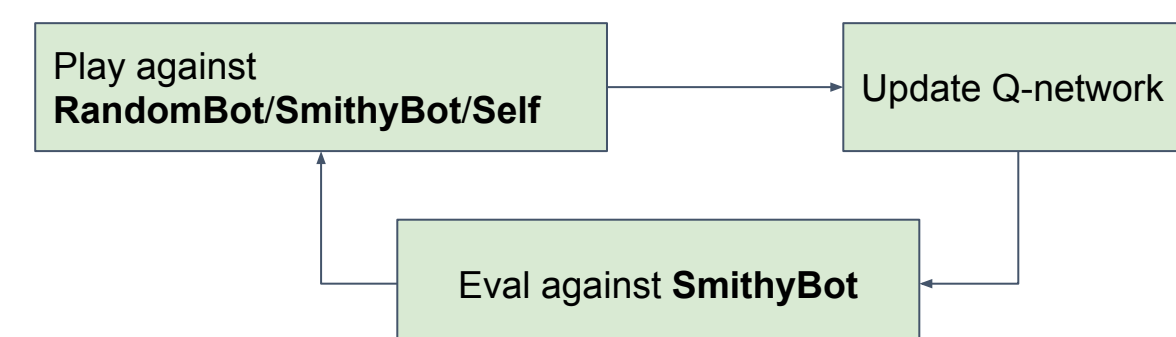 Play against
RandomBot/SmithyBot/Self
Update Q-network
Eval against SmithyBot